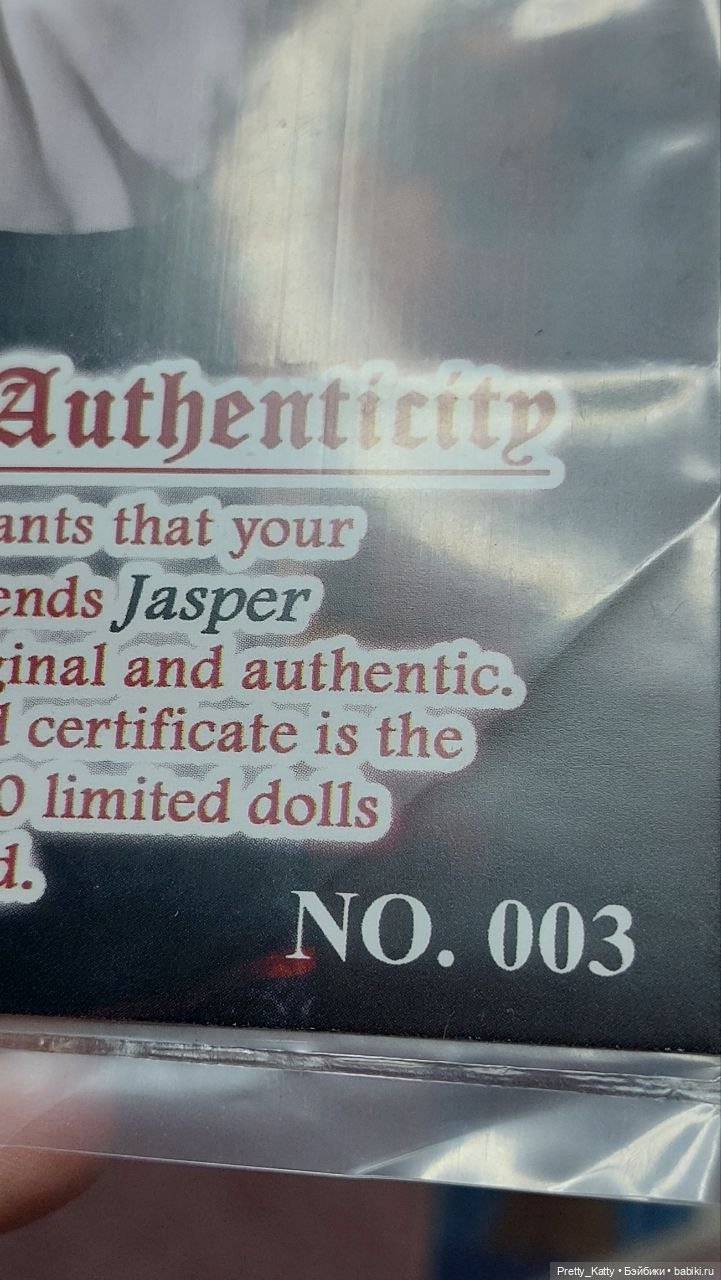 Authenticity
ants that your
ends Jasper
ginal and authentic.
d certificate is the
0 limited dolls
d.
NO. 003
Pretty_Katty • Бэйбики • babiki.ru